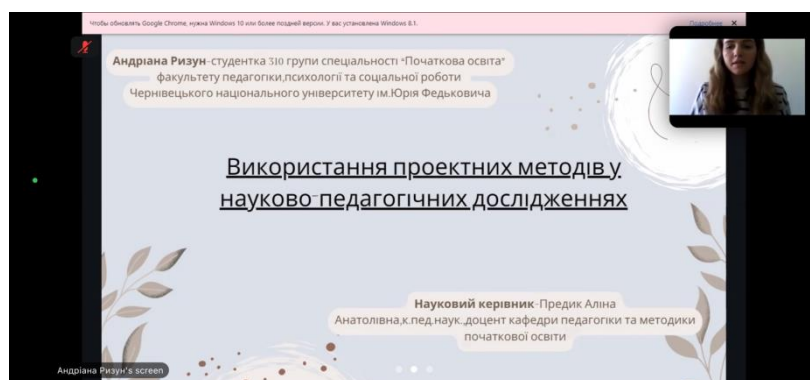 Чтобы обновлять Google Chrome, нужна Windows 10 или более поздней версии. У вас установлена Windows 8.1.
Подробнее
Андріана Ризун-студентка 310 групи спеціальності "Початкова освіта"
факультету педагогіки,психології та соціальної роботи
Чернівецького національного університету ім.Юрія Федьковича
Використання проектних методів у
науково-педагогічних дослідженнях
Науковий керівник-Предик Аліна
Анатолівна,к.пед.наук.,доцент кафедри педагогіки та методики
початкової освіти
Андріана Ризун's screen